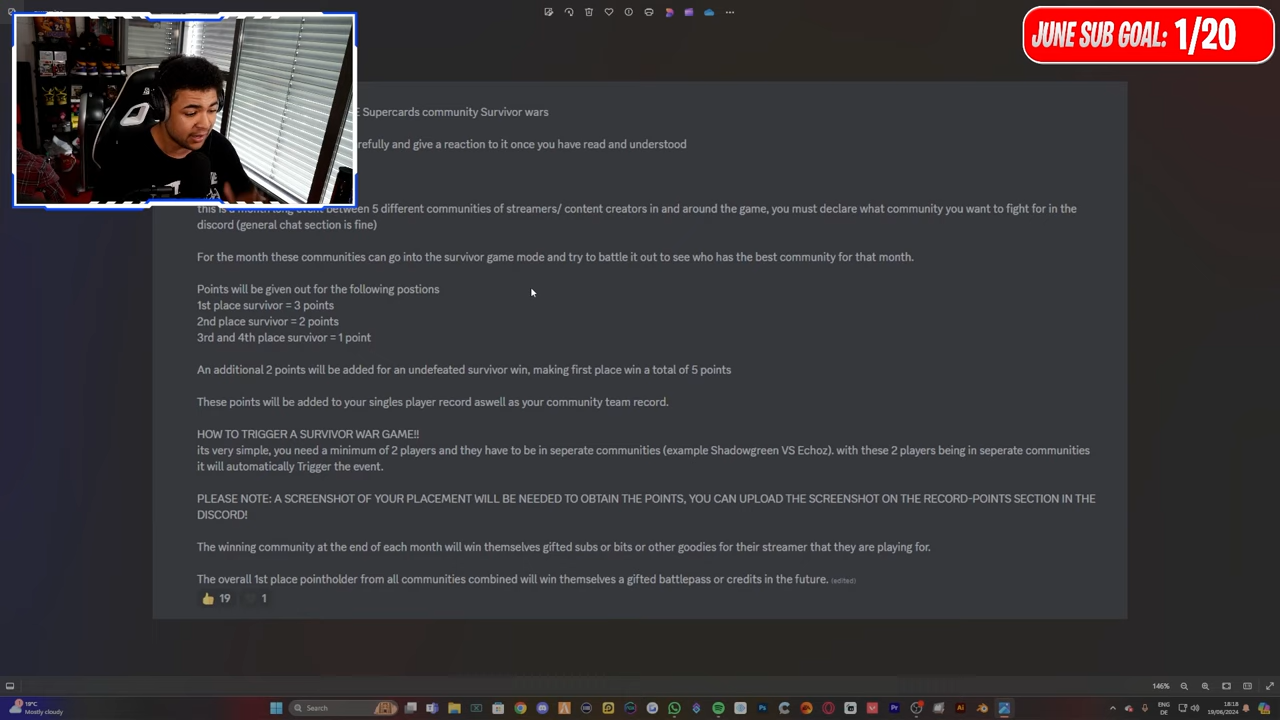 JUNE SUB GOAL: 1/20
E Supercards community Survivor wars
refully and give a reaction to it once you have read and understood
this is a month long event between 5 different communities of streamers/ content creators in and around the game, you must declare what community you want to fight for in the
discord (general chat section is fine)
For the month these communities can go into the survivor game mode and try to battle it out to see who has the best community for that month.
Points will be given out for the following postions
1st place survivor = 3 points
2nd place survivor = 2 points
3rd and 4th place survivor = 1 point
An additional 2 points will be added for an undefeated survivor win, making first place win a total of 5 points
These points will be added to your singles player record aswell as your community team record.
HOW TO TRIGGER A SURVIVOR WAR GAME!!
its very simple, you need a minimum of 2 players and they have to be in seperate communities (example Shadowgreen VS Echoz). with these 2 players being in seperate communities
it will automatically Trigger the event.
PLEASE NOTE: A SCREENSHOT OF YOUR PLACEMENT WILL BE NEEDED TO OBTAIN THE POINTS, YOU CAN UPLOAD THE SCREENSHOT ON THE RECORD-POINTS SECTION IN THE
DISCORD!
The winning community at the end of each month will win themselves gifted subs or bits or other goodies for their streamer that they are playing for.
The overall 1st place pointholder from all communities combined will win themselves a gifted battlepass or credits in the future. (edited)
19 1
146%
19°C
Mostly cloudy
Search
ENG
DE
18:18
19/06/2024